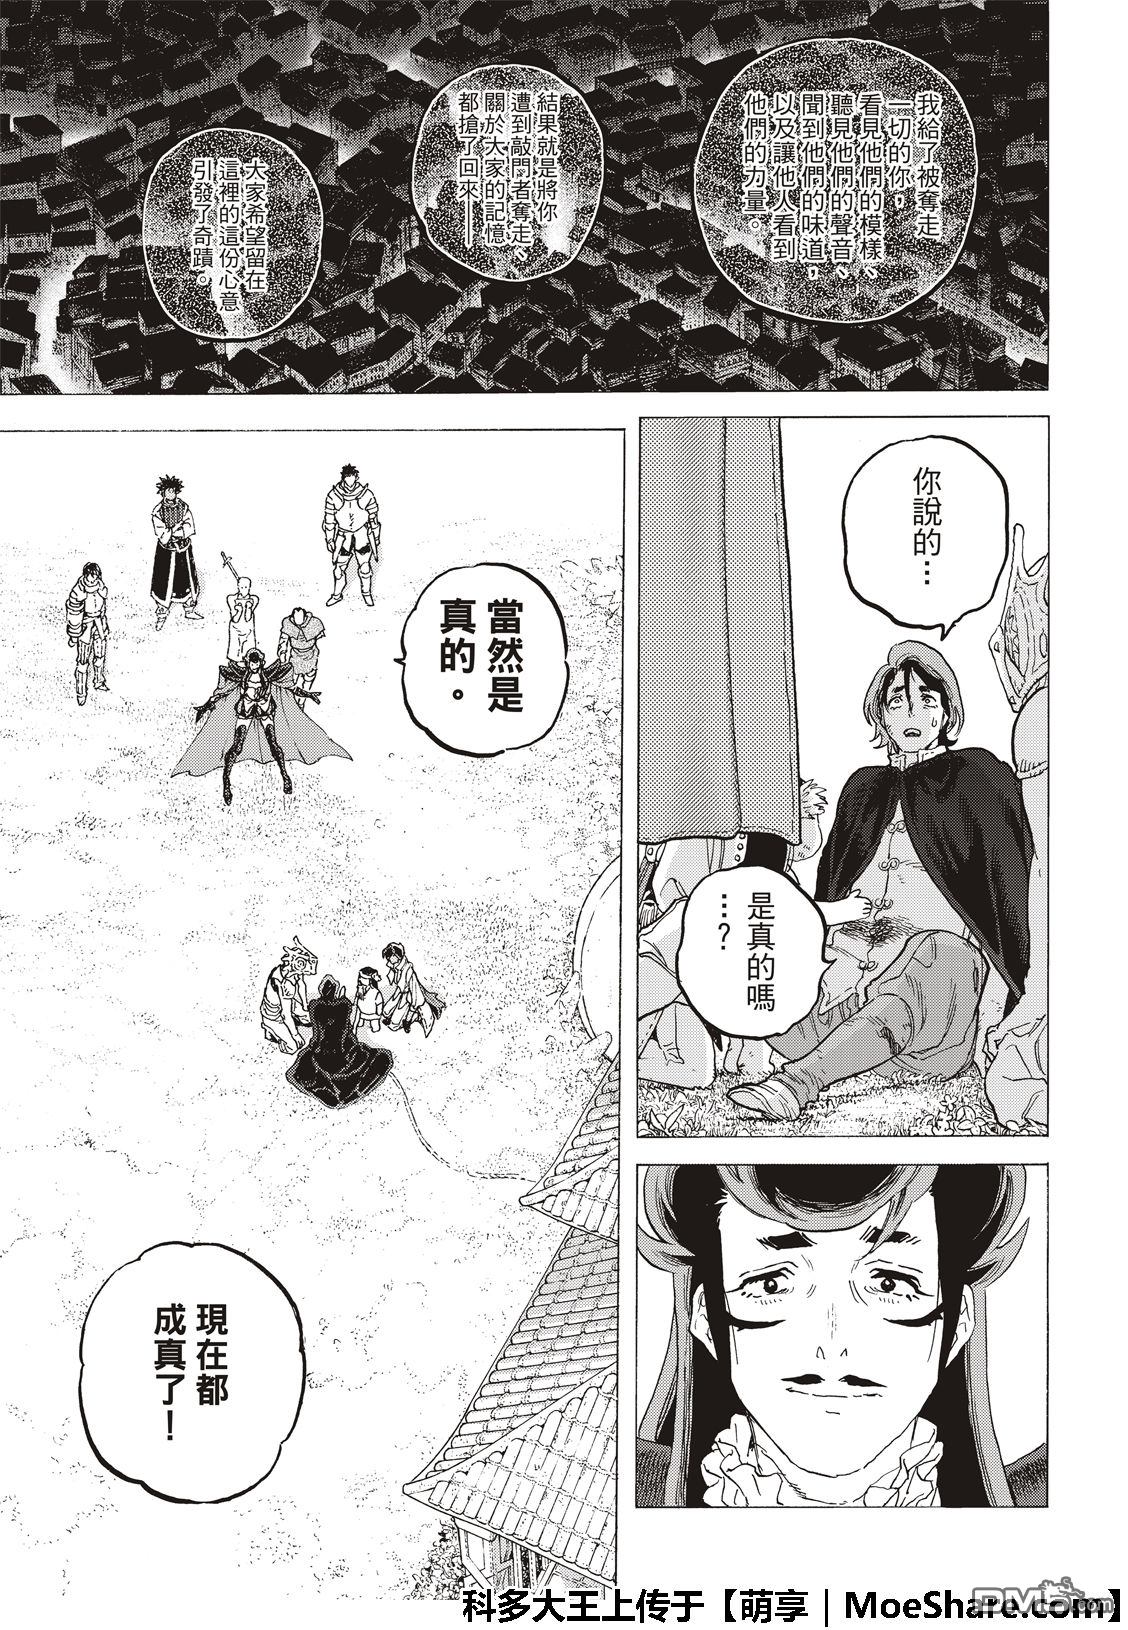 我給了被奪走
一切的你，
看見他們的模樣、
聽見他們的聲音、
聞到他們的味道，
以及讓他人看到
他們的力量。
結果就是將你
遭到敲門者奪走、
關於大家的記憶
都搶了回來——
大家希望留在
這裡的這份心意
引發了奇蹟。
你說的…
是真的嗎
…?
當然是
真的。
現在都
成真了！
科多大王上传于【萌享｜MoeShare.com】